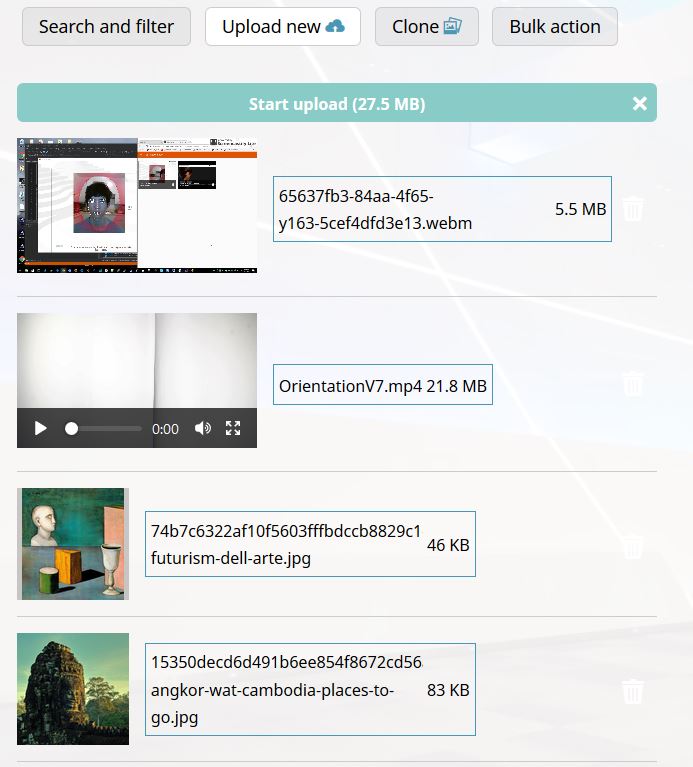 Search and filter
Upload new
Clone
Bulk action
Start upload (27.5 MB)
65637fb3-84aa-4f65-
y163-5cef4dfd3e13.webm
5.5 MB
0:00
OrientationV7.mp4 21.8 MB
74b7c6322af10f5603fffbdccb8829c1
futurism-dell-arte.jpg
46 KB
15350decd6d491b6ee854f8672cd56
angkor-wat-cambodia-places-to-
go.jpg
83 KB